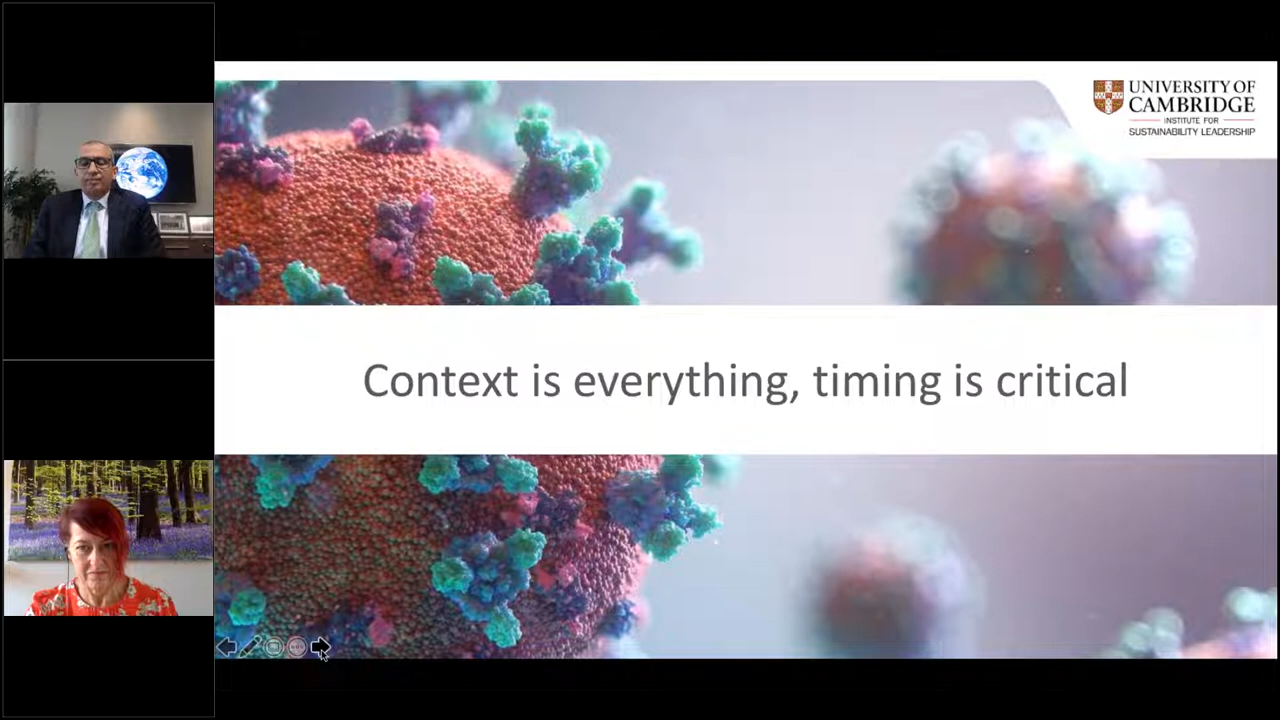 UNIVERSITY OF
CAMBRIDGE
INSTITUTE FOR
SUSTAINABILITY LEADERSHIP
Context is everything, timing is critical